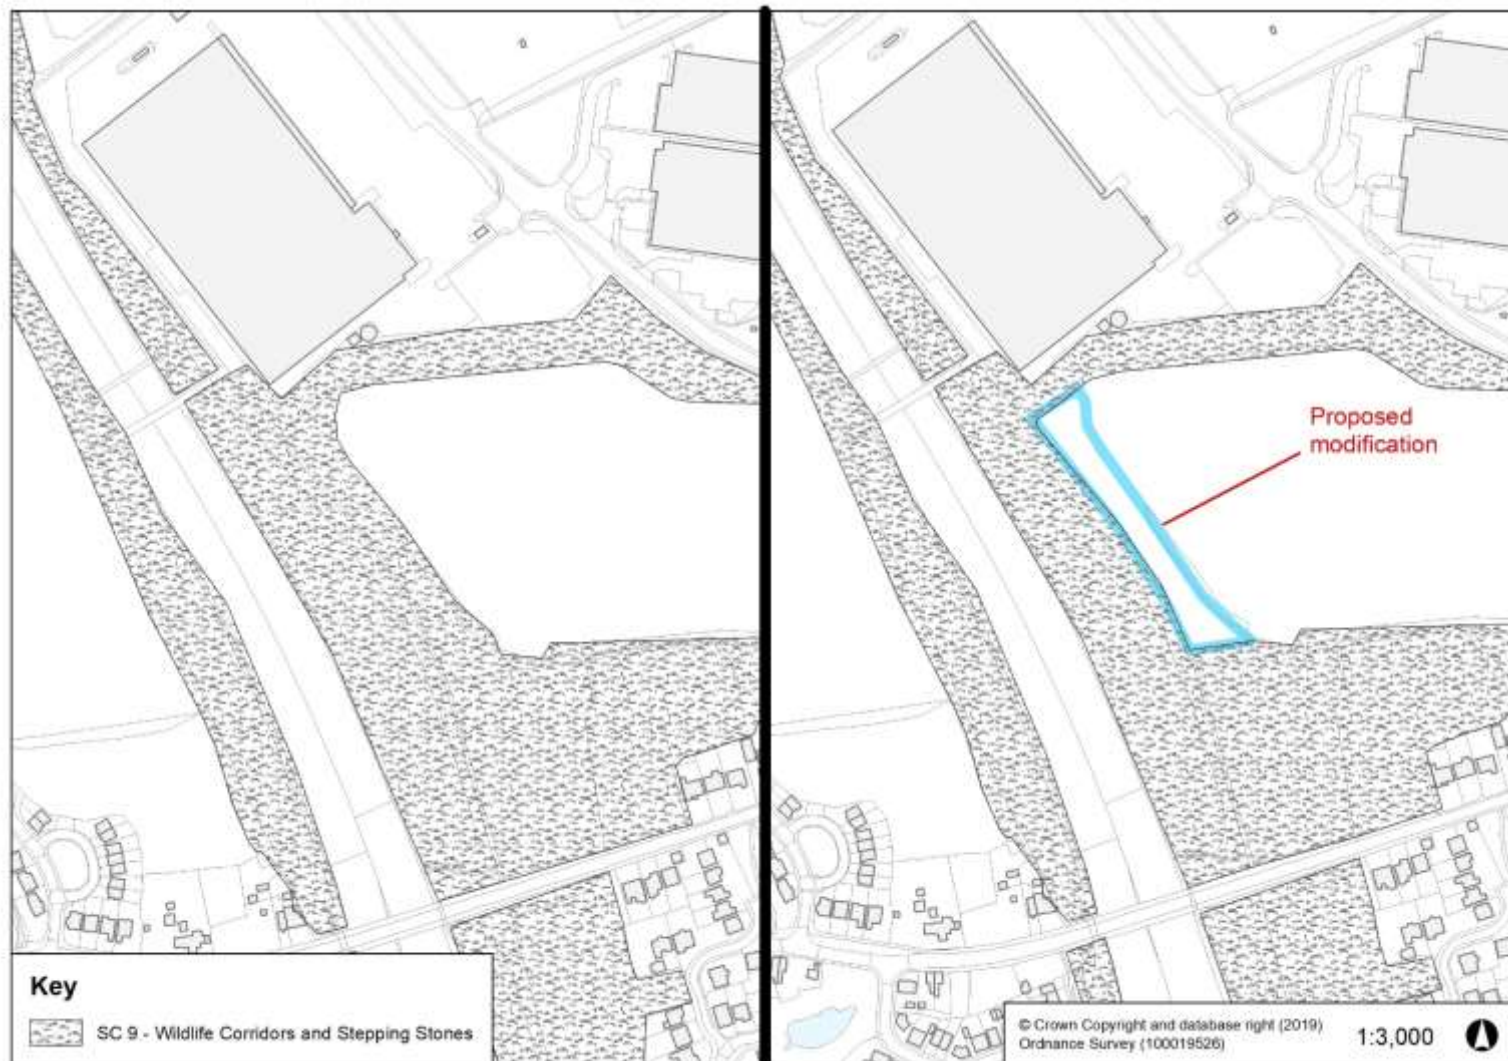 Proposed
modification
Key
SC 9 - Wildlife Corridors and Stepping Stones
© Crown Copyright and database right (2019)
Ordnance Survey (100019526)
1:3,000